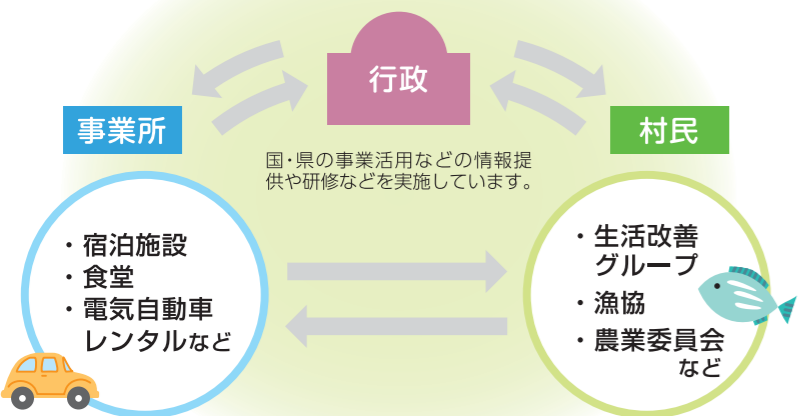 行政
事業所
村民
国・県の事業活用などの情報提
供や研修などを実施しています。
・宿泊施設
・食堂
・電気自動車
レンタルなど
・生活改善
グループ
・漁協
・農業委員会
など